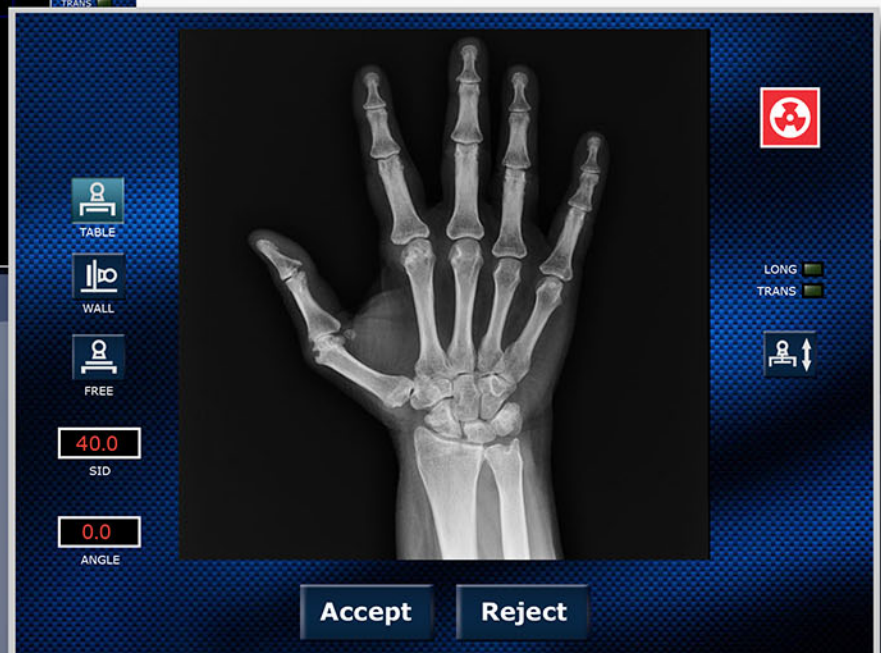 TRANS
TABLE
WALL
FREE
40.0
SID
0.0
ANGLE
LONG
TRANS
Accept
Reject